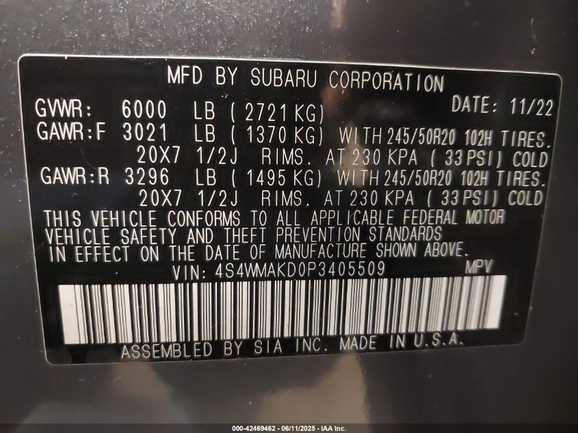 MFD BY SUBARU CORPORATION
GVWR: 6000 LB ( 2721 KG) DATE: 11/22
GAWR:F 3021 LB ( 1370 KG) WITH 245/50R20 102H TIRES.
20X7 1/2J RIMS. AT 230 KPA ( 33 PSI) COLD
GAWR:R 3296 LB ( 1495 KG) WITH 245/50R20 102H TIRES.
20X7 1/2J RIMS. AT 230 KPA ( 33 PSI) COLD
THIS VEHICLE CONFORMS TO ALL APPLICABLE FEDERAL MOTOR
VEHICLE SAFETY AND THEFT PREVENTION STANDARDS
IN EFFECT ON THE DATE OF MANUFACTURE SHOWN ABOVE.
VIN: 4S4WMAKD0P3405509 MPV
ASSEMBLED BY SIA INC. MADE IN U.S.A.
000-42469462 - 06/11/2025 - IAA Inc.